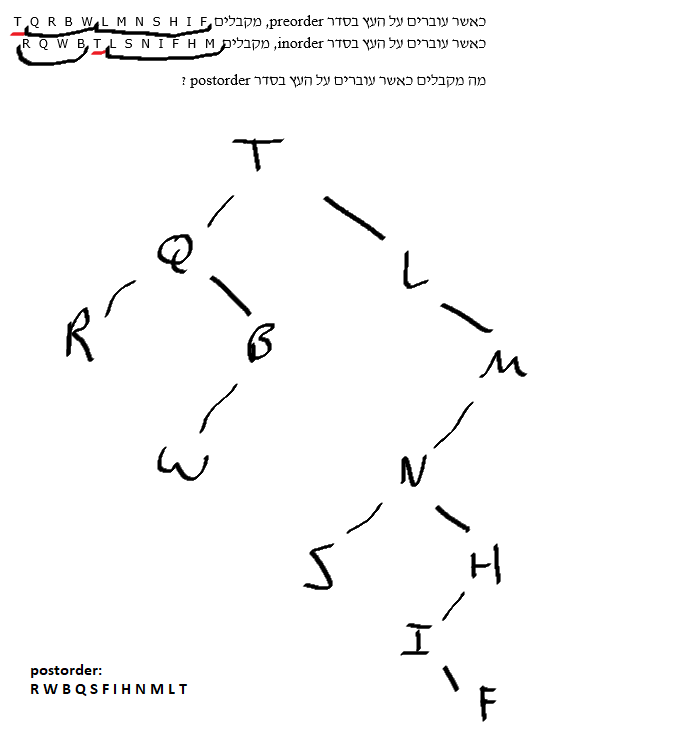 כאשר עוברים על העץ בסדר preorder, מקבלים T Q R B W L M N S H I F
כאשר עוברים על העץ בסדר inorder, מקבלים R Q W B T L S N I F H M
מה מקבלים כאשר עוברים על העץ בסדר postorder ?
T
Q L
R B M
W N
S H
I
F
postorder:
R W B Q S F I H N M L T